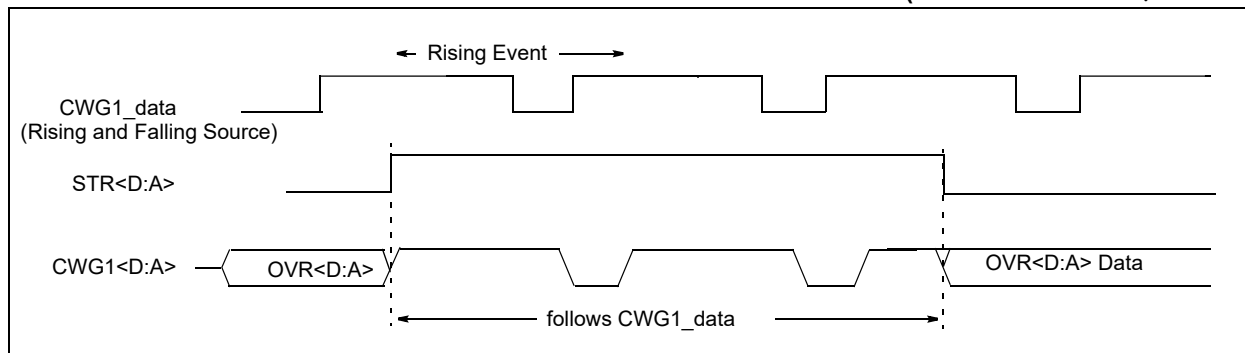 Rising Event
CWG1_data
(Rising and Falling Source)
STR<D:A>
CWG1<D:A>
OVR<D:A>
OVR<D:A> Data
follows CWG1_data